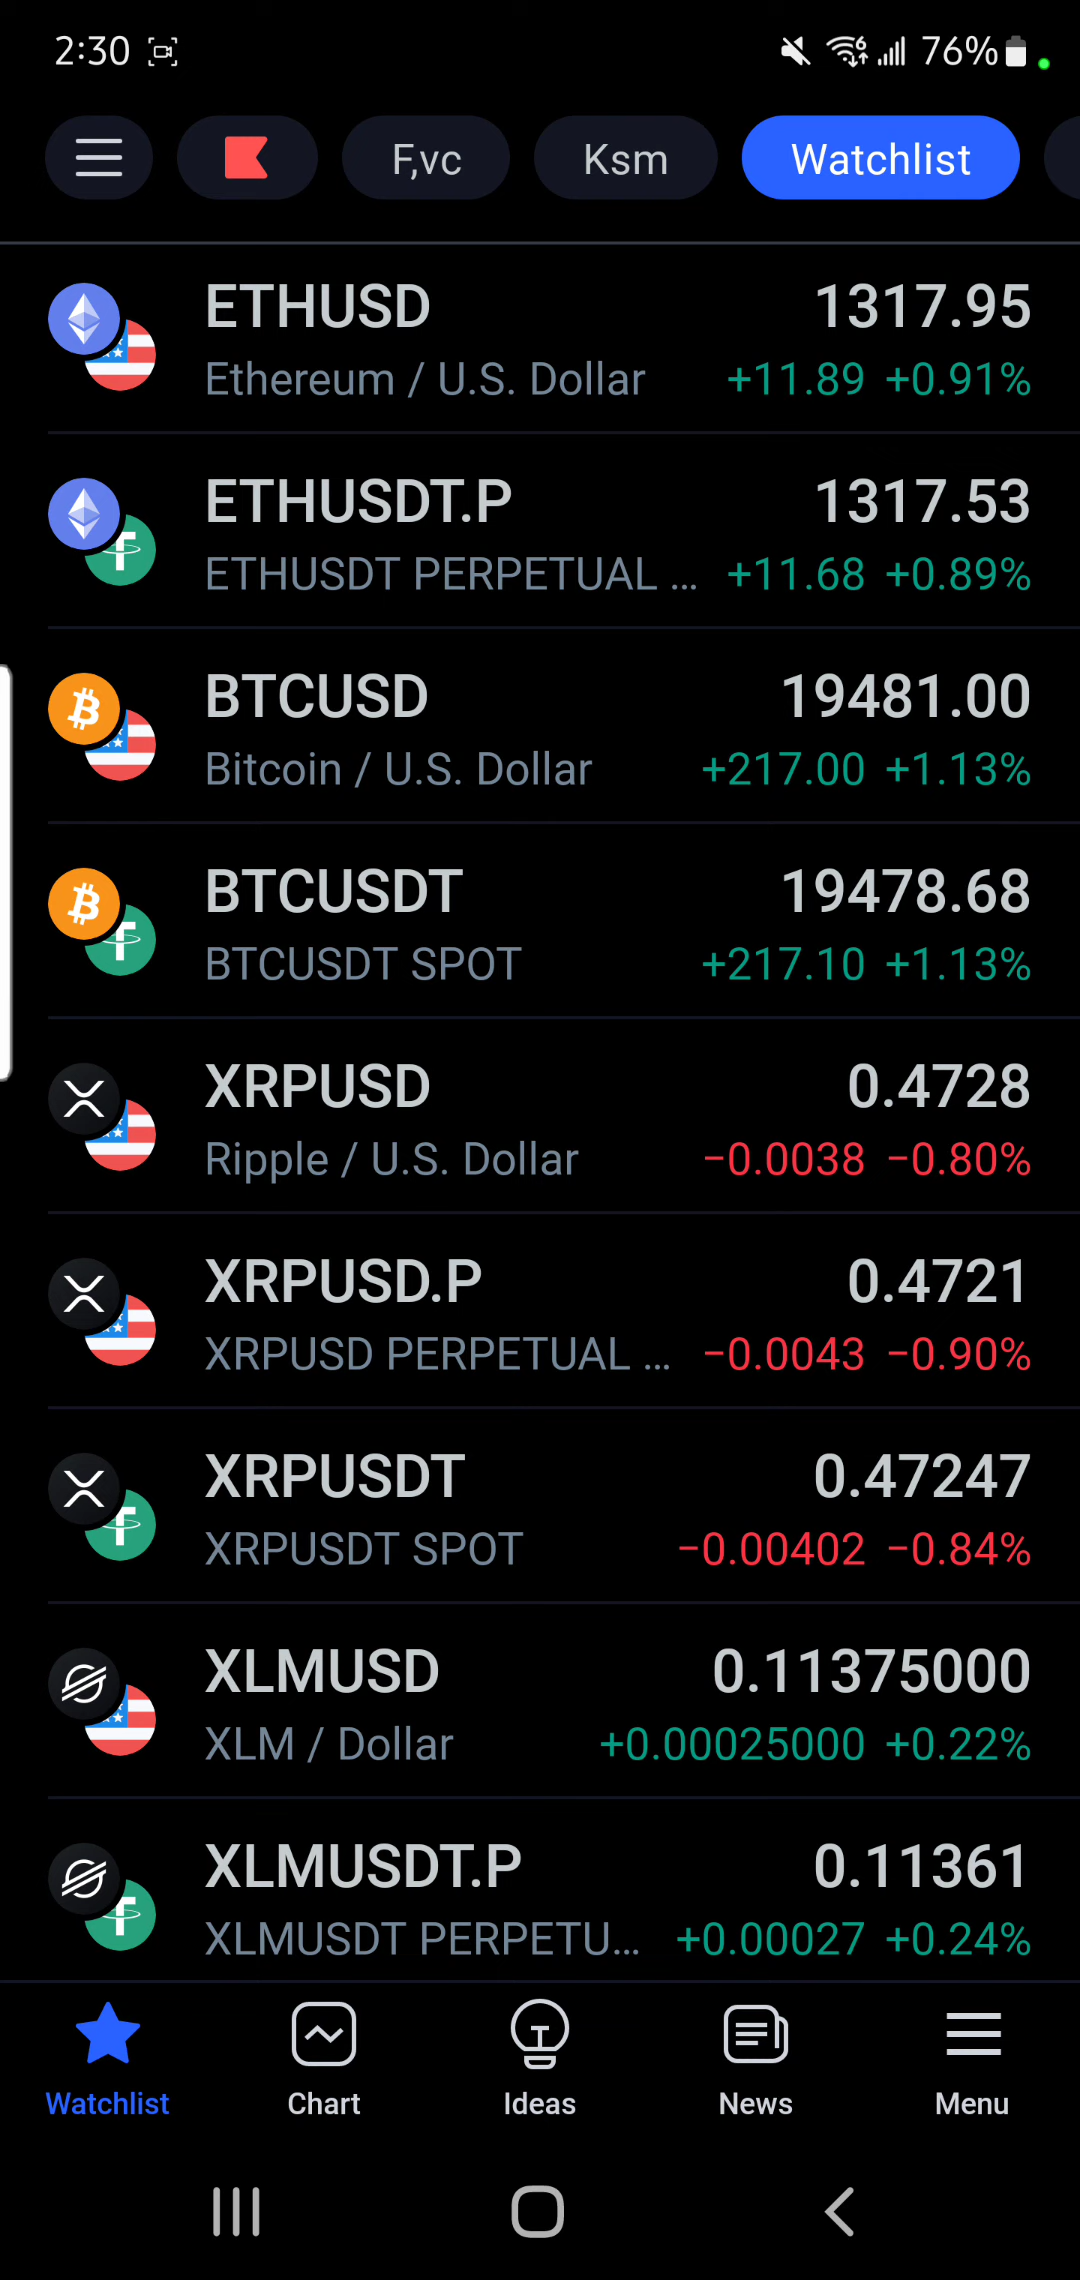 2:30 76%
F,vc Ksm Watchlist
ETHUSD 1317.95
Ethereum / U.S. Dollar +11.89 +0.91%
ETHUSDT.P 1317.53
ETHUSDT PERPETUAL ... +11.68 +0.89%
BTCUSD 19481.00
Bitcoin / U.S. Dollar +217.00 +1.13%
BTCUSDT 19478.68
BTCUSDT SPOT +217.10 +1.13%
XRPUSD 0.4728
Ripple / U.S. Dollar −0.0038 −0.80%
XRPUSD.P 0.4721
XRPUSD PERPETUAL ... −0.0043 −0.90%
XRPUSDT 0.47247
XRPUSDT SPOT −0.00402 −0.84%
XLMUSD 0.11375000
XLM / Dollar +0.00025000 +0.22%
XLMUSDT.P 0.11361
XLMUSDT PERPETU... +0.00027 +0.24%
Watchlist Chart Ideas News Menu